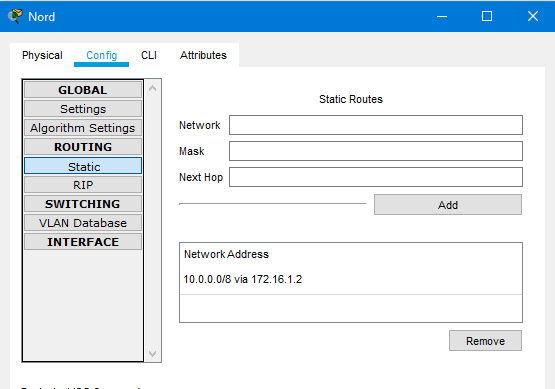 Nord
Physical Config CLI Attributes
GLOBAL
Settings
Algorithm Settings
ROUTING
Static
RIP
SWITCHING
VLAN Database
INTERFACE
Static Routes
Network
Mask
Next Hop
Add
Network Address
10.0.0.0/8 via 172.16.1.2
Remove